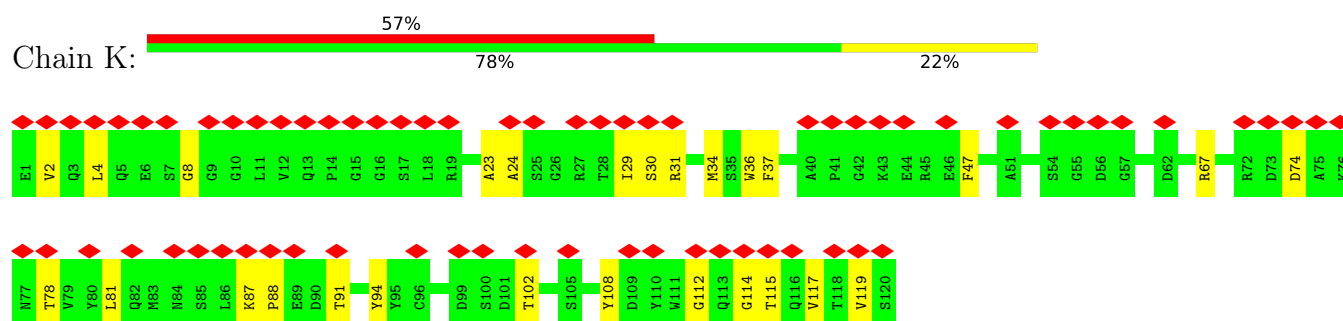 57%
Chain K:
78% 22%
E1 V2 Q3 L4 Q5 E6 S7 G8 G9 G10 L11 V12 Q13 P14 G15 G16 S17 L18 R19 A23 A24 S25 G26 R27 T28 I29 S30 R31 M34 S35 W36 F37 A40 P41 G42 K43 E44 R45 E46 F47 A51 S54 G55 D56 G57 D62 R67 R72 D73 D74 A75 K76
N77 T78 V79 Y80 L81 Q82 M83 N84 S85 L86 K87 P88 E89 D90 T91 Y94 Y95 C96 D99 S100 D101 T102 S105 Y108 D109 Y110 W111 G112 Q113 G114 T115 Q116 V117 T118 V119 S120